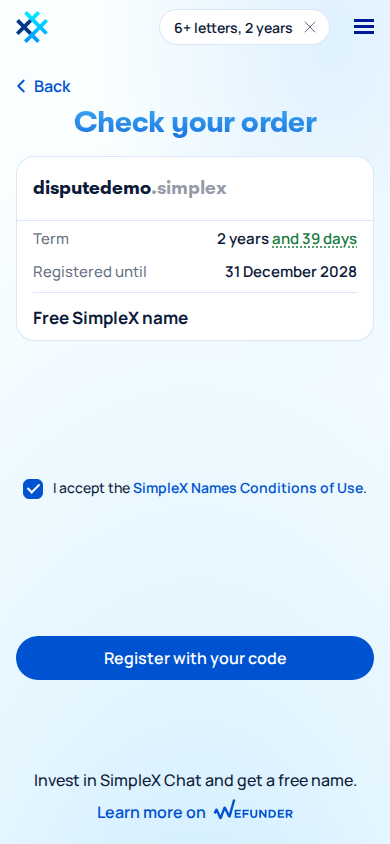 6+ letters, 2 years
Back
Check your order
disputedemo.simplex
Term 2 years and 39 days
Registered until 31 December 2028
Free SimpleX name
I accept the SimpleX Names Conditions of Use.
Register with your code
Invest in SimpleX Chat and get a free name.
Learn more on WEFUNDER